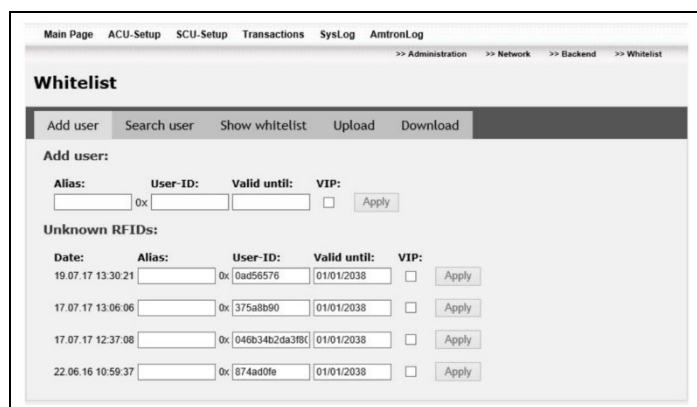 Main Page ACU-Setup SCU-Setup Transactions SysLog AmtronLog
>> Administration >> Network >> Backend >> Whitelist
Whitelist
Add user Search user Show whitelist Upload Download
Add user:
Alias: User-ID: Valid until: VIP:
0x Apply
Unknown RFIDs:
Date: Alias: User-ID: Valid until: VIP:
19.07.17 13:30:21 0x 0ad56576 01/01/2038 Apply
17.07.17 13:06:06 0x 375a8b90 01/01/2038 Apply
17.07.17 12:37:08 0x 046b34b2da3f80 01/01/2038 Apply
22.06.16 10:59:37 0x 874ad0fe 01/01/2038 Apply